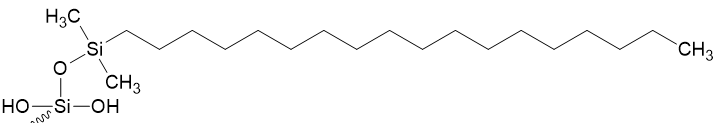 H₃C
Si
CH₃
O
CH₃
HO Si OH